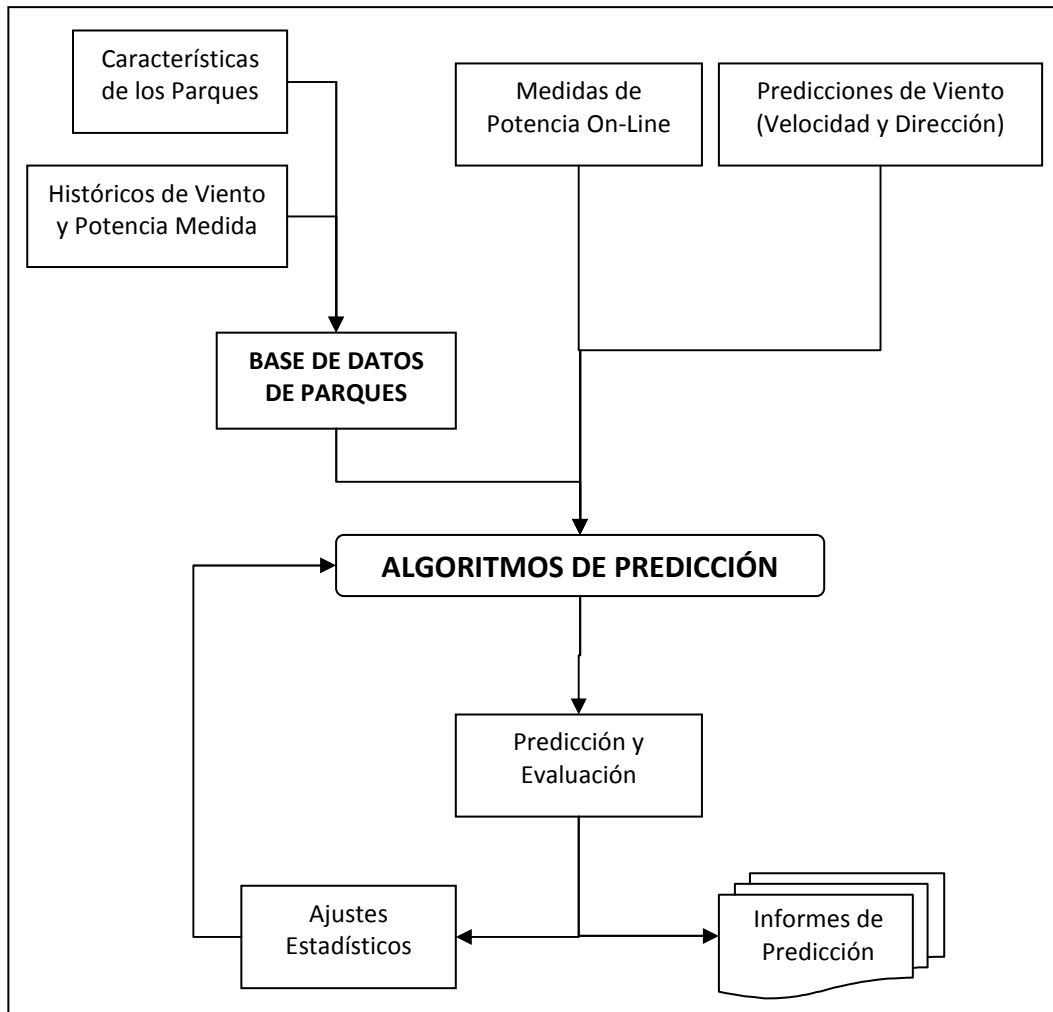 Características
de los Parques
Medidas de
Potencia On-Line
Predicciones de Viento
(Velocidad y Dirección)
Históricos de Viento
y Potencia Medida
BASE DE DATOS
DE PARQUES
ALGORITMOS DE PREDICCIÓN
Predicción y
Evaluación
Ajustes
Estadísticos
Informes de
Predicción